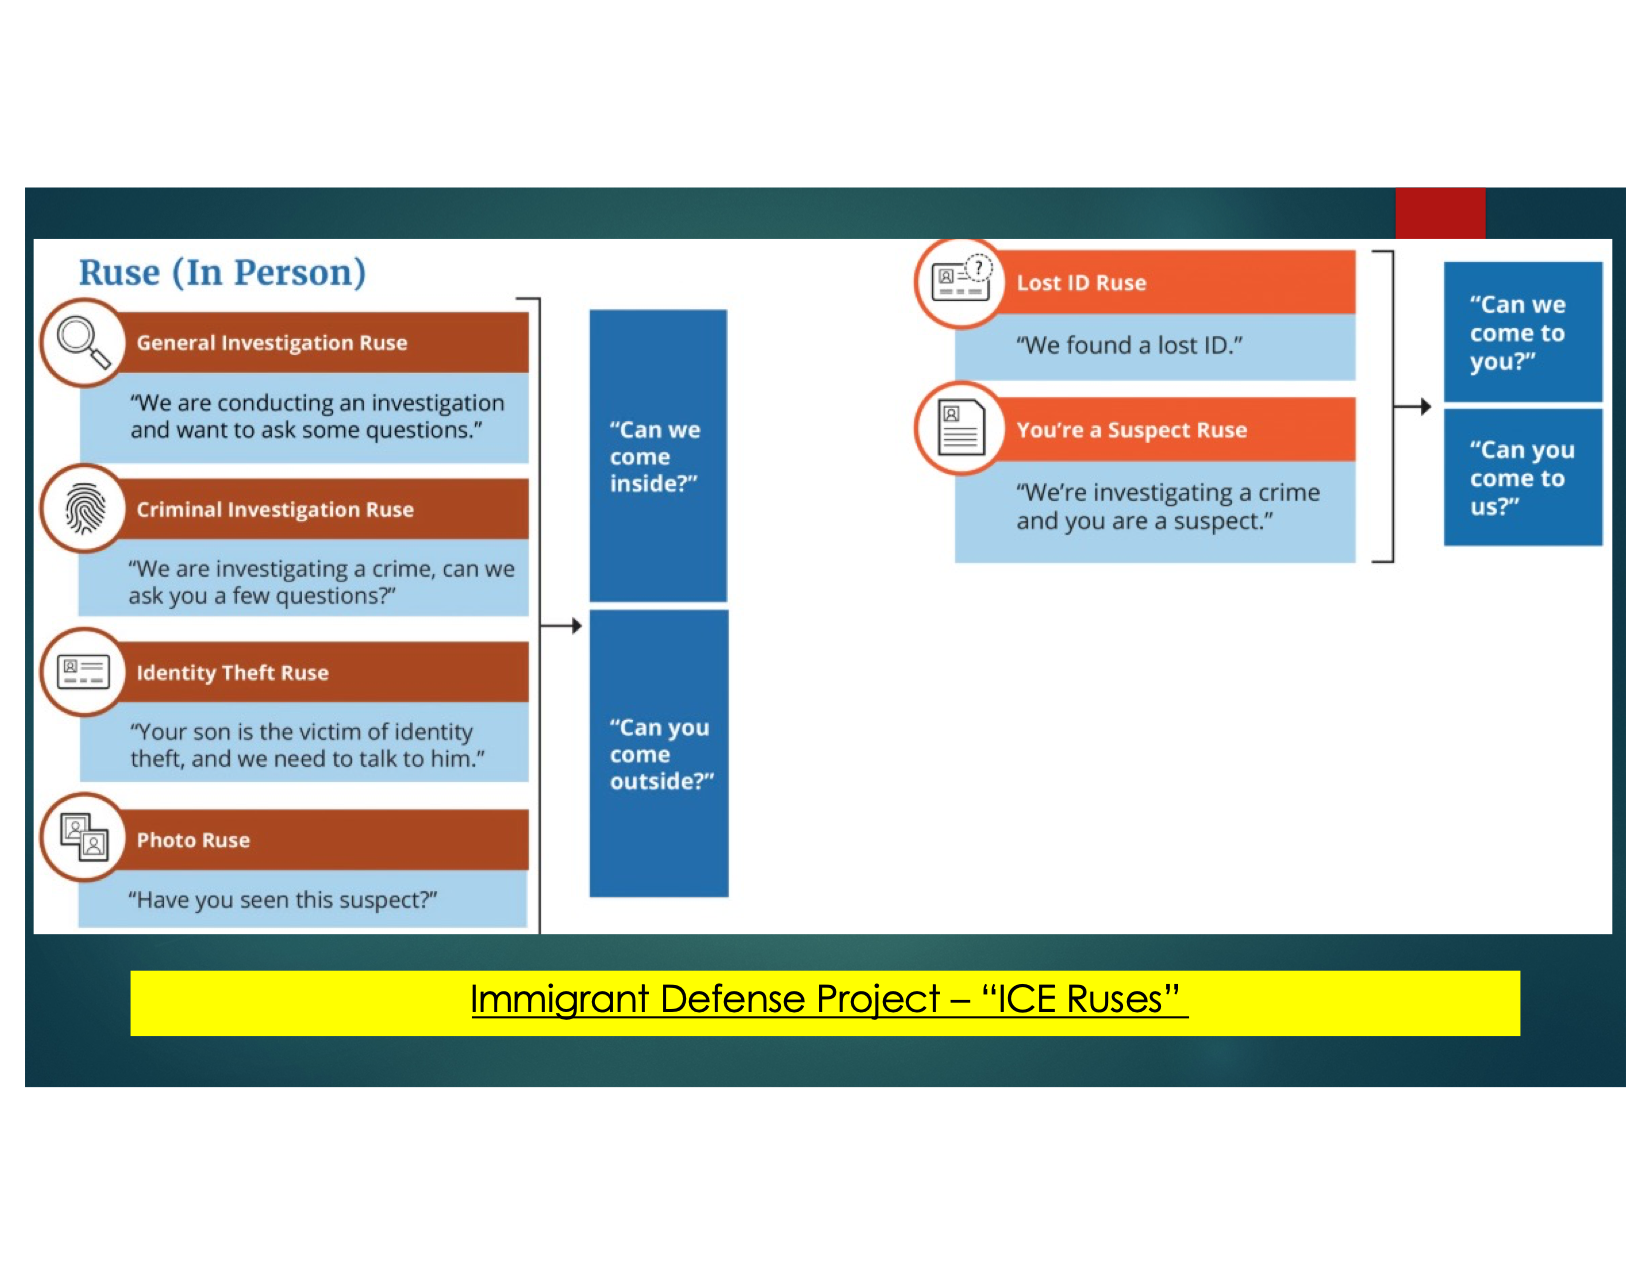 Ruse (In Person)
General Investigation Ruse
“We are conducting an investigation
and want to ask some questions.”
Criminal Investigation Ruse
“We are investigating a crime, can we
ask you a few questions?”
Identity Theft Ruse
“Your son is the victim of identity
theft, and we need to talk to him.”
Photo Ruse
“Have you seen this suspect?”
“Can we
come
inside?”
“Can you
come
outside?”
?
Lost ID Ruse
“We found a lost ID.”
You’re a Suspect Ruse
“We’re investigating a crime
and you are a suspect.”
“Can we
come to
you?”
“Can you
come to
us?”
Immigrant Defense Project – “ICE Ruses”